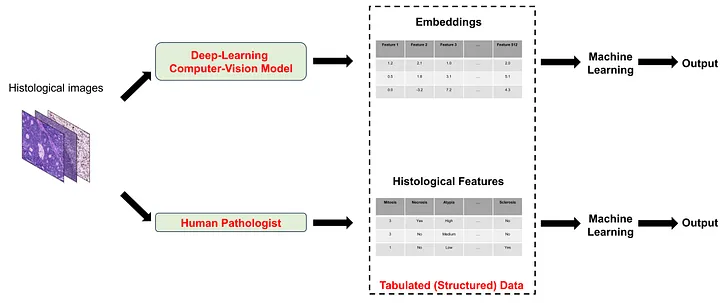 Embeddings
Feature 1 Feature 2 Feature 3 .... Feature 512
1.2 2.1 1.5 .... 2.0
0.5 1.6 3.1 .... 5.1
0.5 -3.2 7.2 .... 4.3
Deep-Learning
Computer-Vision Model
Machine
Learning
Output
Histological images
Histological Features
Mitosis Necrosis Atypia .... Sclerosis
2 Yes High .... No
3 No Medium .... No
1 No Low .... Yes
Human Pathologist
Machine
Learning
Output
Tabulated (Structured) Data